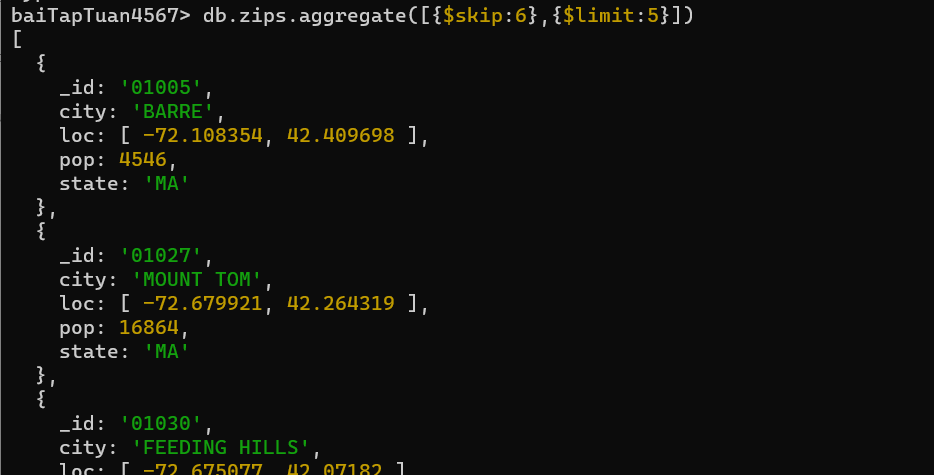 baiTapTuan4567> db.zips.aggregate([{$skip:6},{$limit:5}])
[
  {
    _id: '01005',
    city: 'BARRE',
    loc: [ -72.108354, 42.409698 ],
    pop: 4546,
    state: 'MA'
  },
  {
    _id: '01027',
    city: 'MOUNT TOM',
    loc: [ -72.679921, 42.264319 ],
    pop: 16864,
    state: 'MA'
  },
  {
    _id: '01030',
    city: 'FEEDING HILLS',
    loc: [ -72.675077, 42.07182 ]